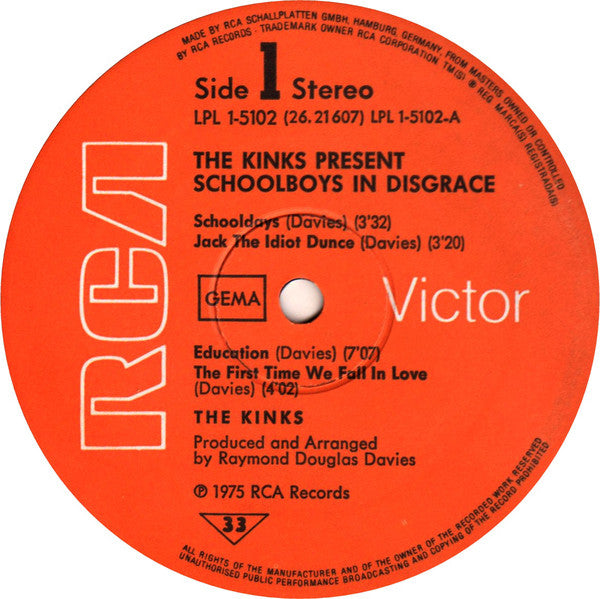 MADE BY RCA SCHALLPLATTEN GMBH, HAMBURG, GERMANY, FROM MASTERS OWNED OR CONTROLLED
BY RCA RECORDS · TRADEMARK OWNER RCA CORPORATION TM(S) ® REG MARCA(S) REGISTRADA(S)
Side 1 Stereo
LPL 1-5102 (26.21607) LPL 1-5102-A
THE KINKS PRESENT
SCHOOLBOYS IN DISGRACE
Schooldays (Davies) (3'32)
Jack The Idiot Dunce (Davies) (3'20)
RCA
GEMA
Victor
Education (Davies) (7'07)
The First Time We Fall In Love
(Davies) (4'02)
THE KINKS
Produced and Arranged
by Raymond Douglas Davies
℗ 1975 RCA Records
33
ALL RIGHTS OF THE MANUFACTURER AND OF THE OWNER OF THE RECORDED WORK RESERVED
UNAUTHORISED PUBLIC PERFORMANCE BROADCASTING AND COPYING OF THE RECORD PROHIBITED